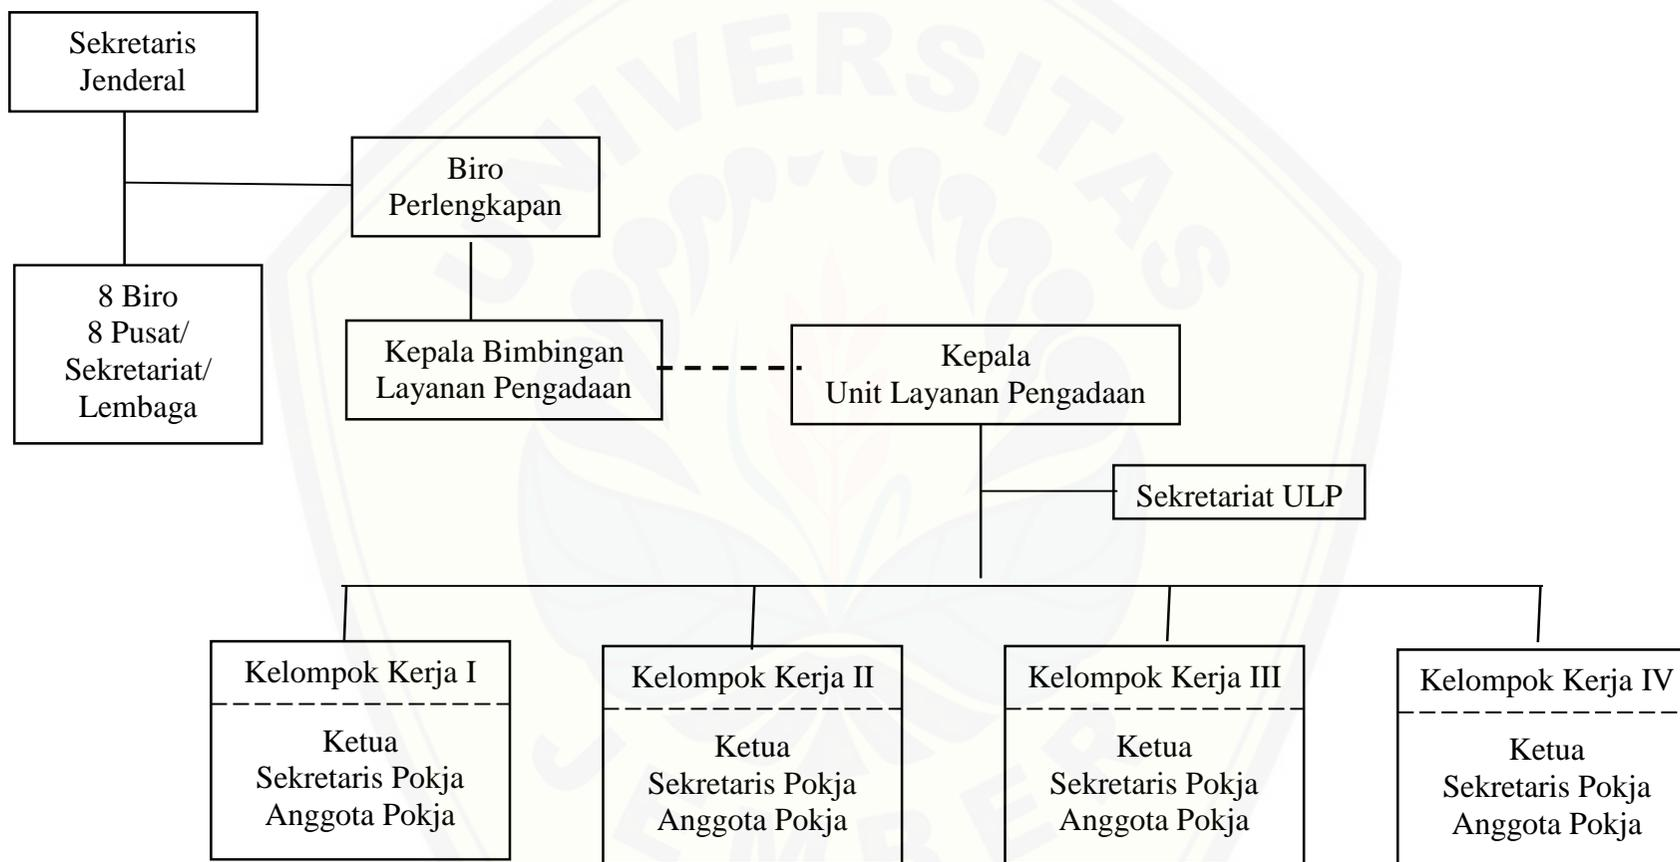 Sekretaris
Jenderal
Biro
Perlengkapan
8 Biro
8 Pusat/
Sekretariat/
Lembaga
Kepala Bimbingan
Layanan Pengadaan
Kepala
Unit Layanan Pengadaan
Sekretariat ULP
Kelompok Kerja I
Ketua
Sekretaris Pokja
Anggota Pokja
Kelompok Kerja II
Ketua
Sekretaris Pokja
Anggota Pokja
Kelompok Kerja III
Ketua
Sekretaris Pokja
Anggota Pokja
Kelompok Kerja IV
Ketua
Sekretaris Pokja
Anggota Pokja
UNIVERSITAS
JEMBER